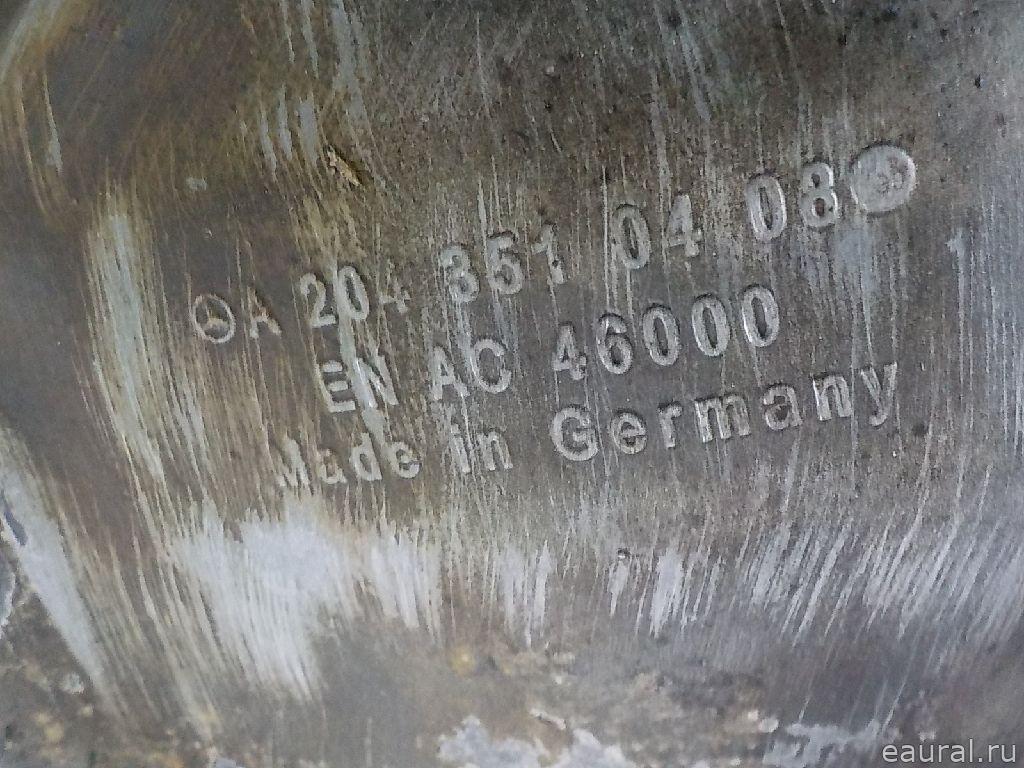 A 204 351 04 08
EN AC 46000
Made in Germany
eaural.ru